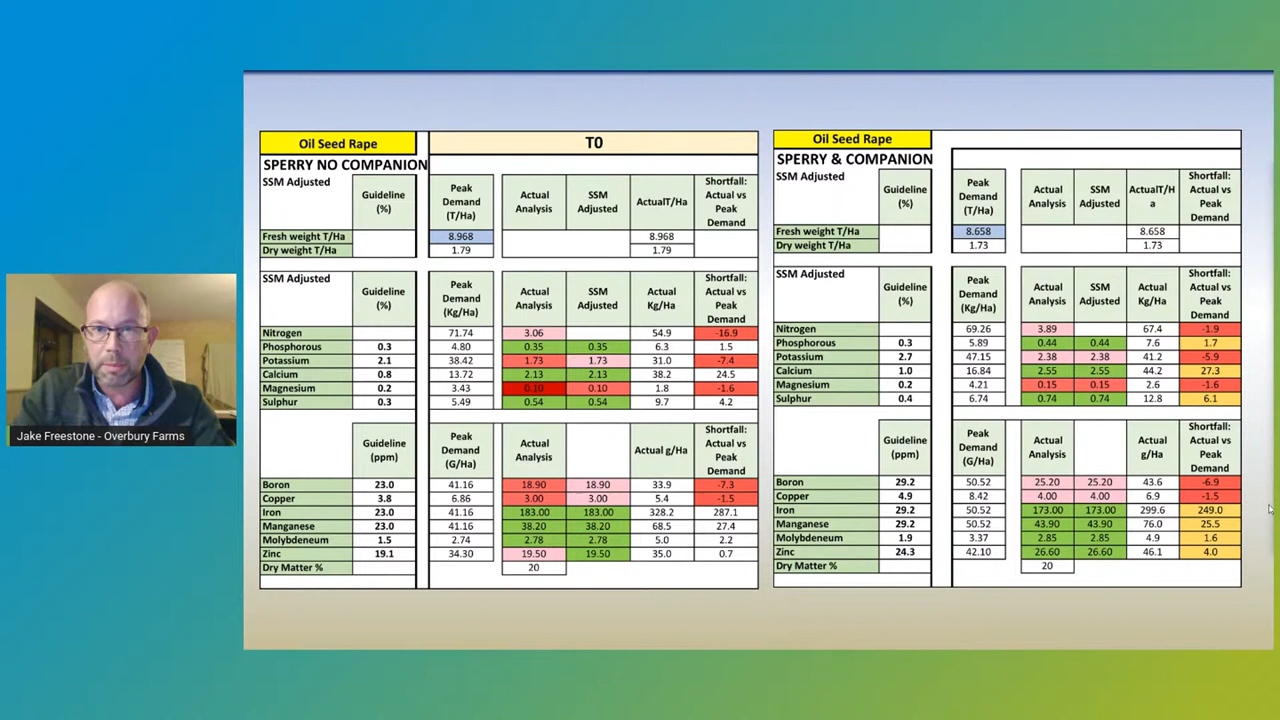 Oil Seed Rape T0
SPERRY NO COMPANION
SSM Adjusted Guideline (%) Peak Demand (T/Ha) Actual Analysis SSM Adjusted ActualT/Ha Shortfall: Actual vs Peak Demand
Fresh weight T/Ha 8.968 8.968
Dry weight T/Ha 1.79 1.79
SSM Adjusted Guideline (%) Peak Demand (Kg/Ha) Actual Analysis SSM Adjusted Actual Kg/Ha Shortfall: Actual vs Peak Demand
Nitrogen 71.74 3.06 54.9 -16.9
Phosphorous 0.3 4.80 0.35 0.35 6.3 1.5
Potassium 2.1 38.42 1.73 1.73 31.0 -7.4
Calcium 0.8 13.72 2.13 2.13 38.2 24.5
Magnesium 0.2 3.43 0.10 0.10 1.8 -1.6
Sulphur 0.3 5.49 0.54 0.54 9.7 4.2
Guideline (ppm) Peak Demand (G/Ha) Actual Analysis Actual g/Ha Shortfall: Actual vs Peak Demand
Boron 23.0 41.16 18.90 18.90 33.9 -7.3
Copper 3.8 6.86 3.00 3.00 5.4 -1.5
Iron 23.0 41.16 183.00 183.00 328.2 287.1
Manganese 23.0 41.16 38.20 38.20 68.5 27.4
Molybdeneum 1.5 2.74 2.78 2.78 5.0 2.2
Zinc 19.1 34.30 19.50 19.50 35.0 0.7
Dry Matter % 20
Oil Seed Rape
SPERRY & COMPANION
SSM Adjusted Guideline (%) Peak Demand (T/Ha) Actual Analysis SSM Adjusted ActualT/Ha Shortfall: Actual vs Peak Demand
Fresh weight T/Ha 8.658 8.658
Dry weight T/Ha 1.73 1.73
SSM Adjusted Guideline (%) Peak Demand (Kg/Ha) Actual Analysis SSM Adjusted Actual Kg/Ha Shortfall: Actual vs Peak Demand
Nitrogen 69.26 3.89 67.4 -1.9
Phosphorous 0.3 5.89 0.44 0.44 7.6 1.7
Potassium 2.7 47.15 2.38 2.38 41.2 -5.9
Calcium 1.0 16.84 2.55 2.55 44.2 27.3
Magnesium 0.2 4.21 0.15 0.15 2.6 -1.6
Sulphur 0.4 6.74 0.74 0.74 12.8 6.1
Guideline (ppm) Peak Demand (G/Ha) Actual Analysis Actual g/Ha Shortfall: Actual vs Peak Demand
Boron 29.2 50.52 25.20 25.20 43.6 -6.9
Copper 4.9 8.42 4.00 4.00 6.9 -1.5
Iron 29.2 50.52 173.00 173.00 299.6 249.0
Manganese 29.2 50.52 43.90 43.90 76.0 25.5
Molybdeneum 1.9 3.37 2.85 2.85 4.9 1.6
Zinc 24.3 42.10 26.60 26.60 46.1 4.0
Dry Matter % 20
Jake Freestone - Overbury Farms